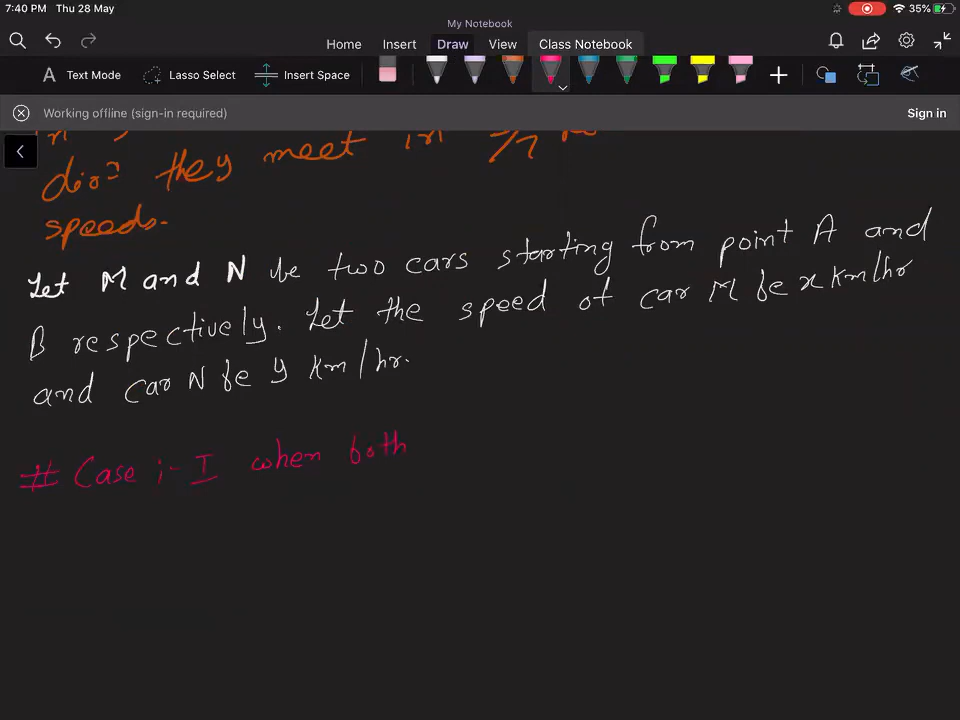 7:40 PM Thu 28 May
My Notebook
35%
Home Insert Draw View Class Notebook
A Text Mode Lasso Select Insert Space
Working offline (sign-in required) Sign in
they meet in
speeds.
Let M and N be two cars starting from point A and
B respectively. Let the speed of car M be x km/hr
and car N be y km/hr.
# Case :- I when both